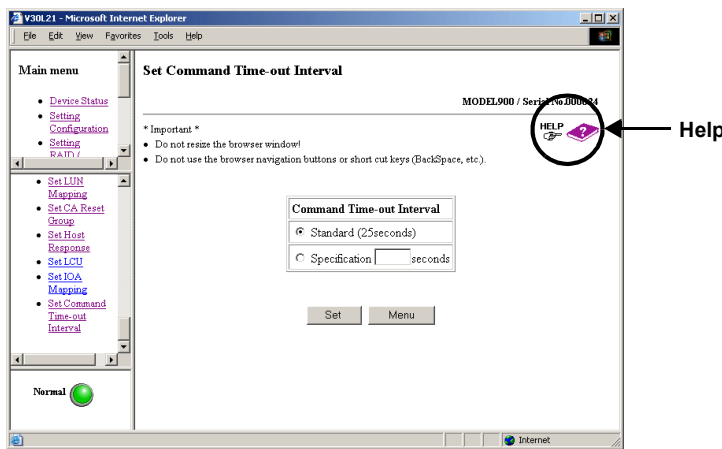 V30L21 - Microsoft Internet Explorer
File Edit View Favorites Tools Help
Main menu
Device Status
Setting
Configuration
Setting
RAID (
Set LUN
Mapping
Set CA Reset
Group
Set Host
Response
Set LCU
Set IOA
Mapping
Set Command
Time-out
Interval
Normal
Set Command Time-out Interval
MODEL900 / Serial No.000634
* Important *
Do not resize the browser window!
Do not use the browser navigation buttons or short cut keys (BackSpace, etc.).
HELP
?
Help
Command Time-out Interval
Standard (25seconds)
Specification seconds
Set Menu
Internet